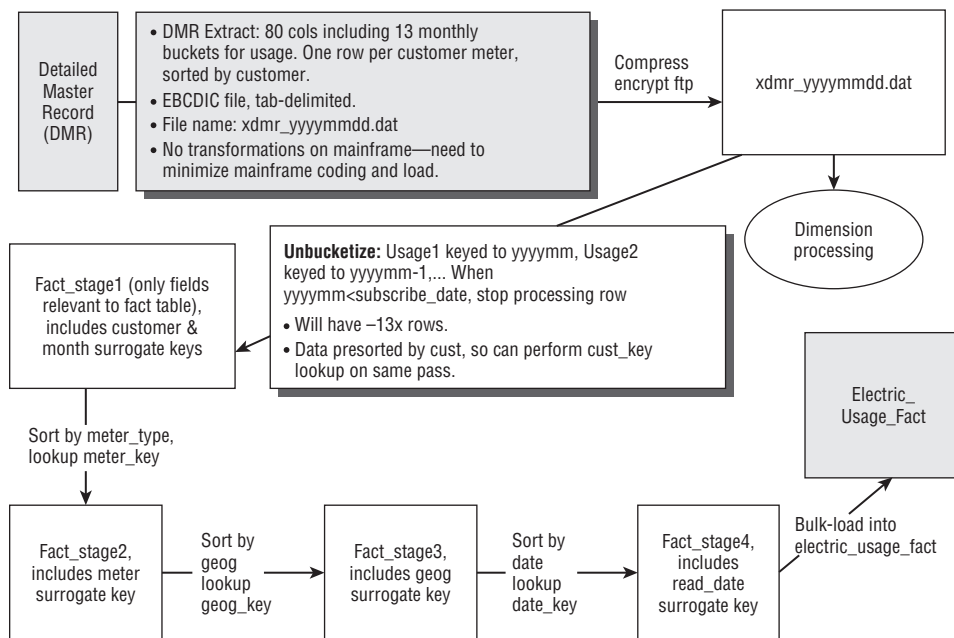 Detailed
Master
Record
(DMR)
• DMR Extract: 80 cols including 13 monthly
buckets for usage. One row per customer meter,
sorted by customer.
• EBCDIC file, tab-delimited.
• File name: xdmr_yyyymmdd.dat
• No transformations on mainframe—need to
minimize mainframe coding and load.
Compress
encrypt ftp
xdmr_yyyymmdd.dat
Dimension
processing
Unbucketize: Usage1 keyed to yyyymm, Usage2
keyed to yyyymm-1,... When
yyyymm<subscribe_date, stop processing row
• Will have –13x rows.
• Data presorted by cust, so can perform cust_key
lookup on same pass.
Fact_stage1 (only fields
relevant to fact table),
includes customer &
month surrogate keys
Sort by meter_type,
lookup meter_key
Fact_stage2,
includes meter
surrogate key
Sort by
geog
lookup
geog_key
Fact_stage3,
includes geog
surrogate key
Sort by
date
lookup
date_key
Fact_stage4,
includes
read_date
surrogate key
Bulk-load into
electric_usage_fact
Electric_
Usage_Fact